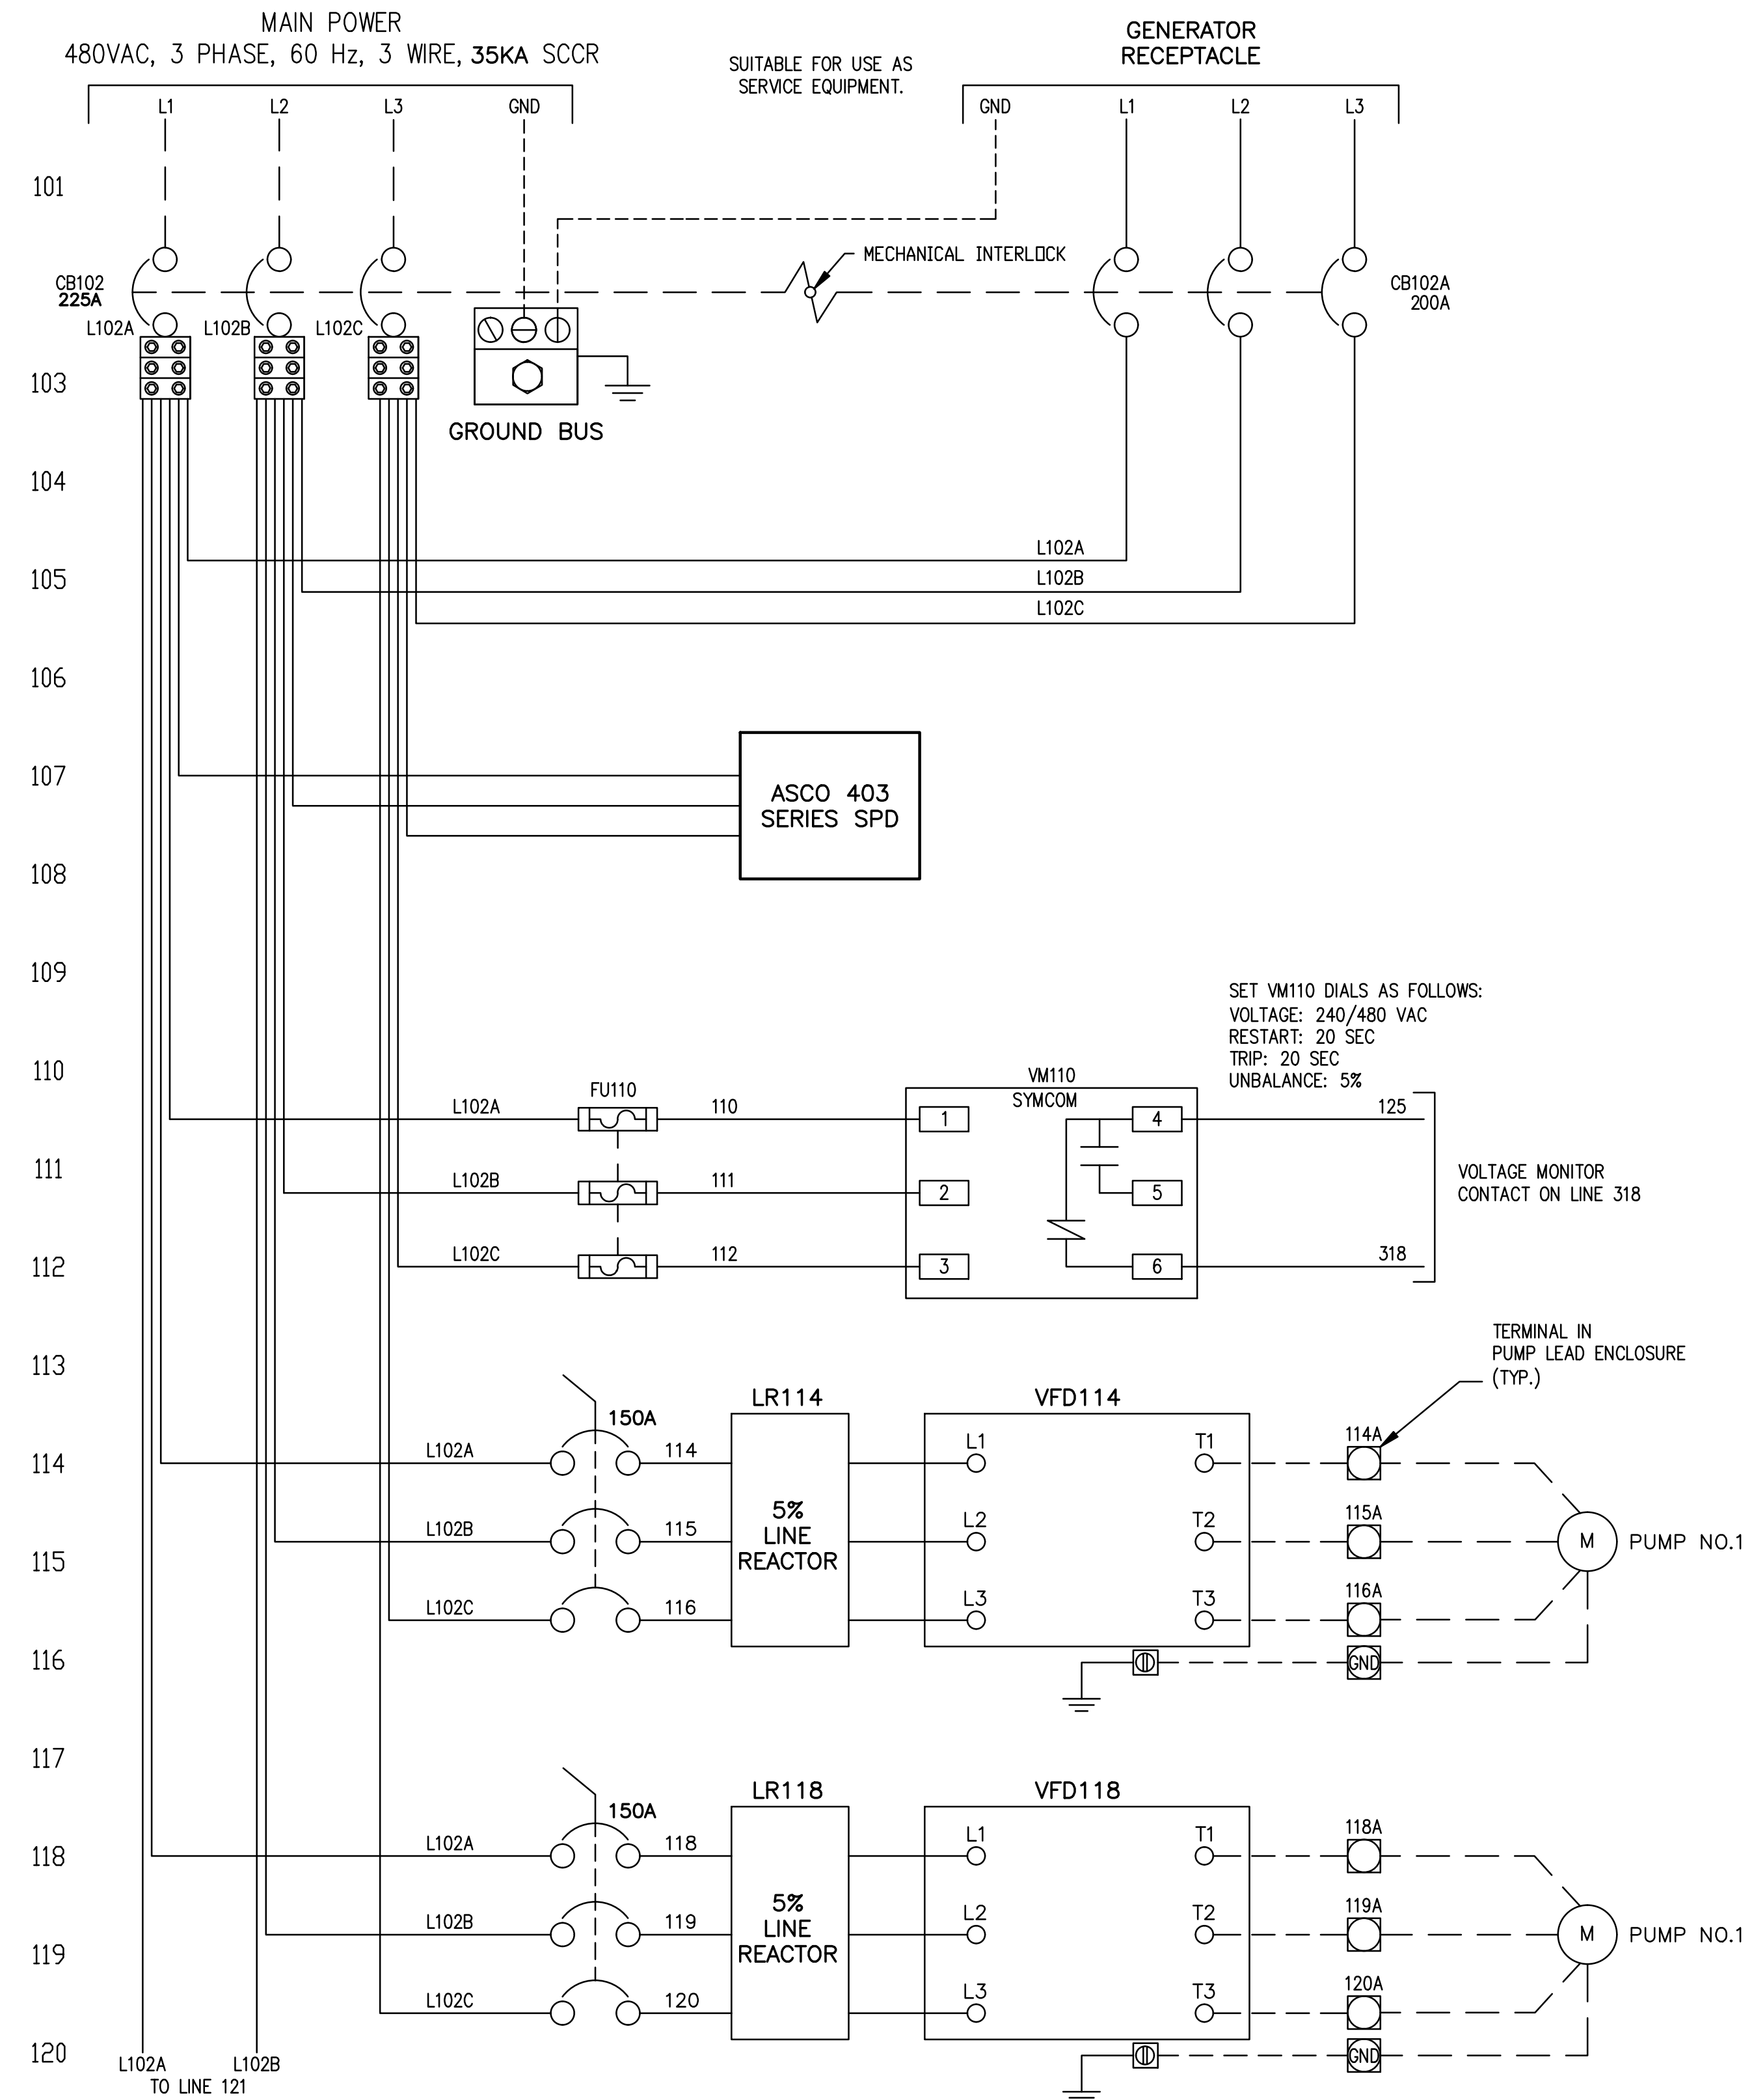 MAIN POWER
480VAC, 3 PHASE, 60 Hz, 3 WIRE, 35KA SCCR
SUITABLE FOR USE AS
SERVICE EQUIPMENT.
GENERATOR
RECEPTACLE
L1 L2 L3 GND
GND L1 L2 L3
101
MECHANICAL INTERLOCK
CB102
225A
CB102A
200A
L102A L102B L102C
103
GROUND BUS
104
L102A
105
L102B
L102C
106
107
ASCO 403
SERIES SPD
108
109
SET VM110 DIALS AS FOLLOWS:
VOLTAGE: 240/480 VAC
RESTART: 20 SEC
TRIP: 20 SEC
UNBALANCE: 5%
110
FU110
VM110
SYMCOM
L102A 110 1 4 125
111
L102B 111 2 5
VOLTAGE MONITOR
CONTACT ON LINE 318
112
L102C 112 3 6 318
TERMINAL IN
PUMP LEAD ENCLOSURE
(TYP.)
113
LR114 VFD114
150A
114
L102A 114 L1 T1 114A
5%
LINE
REACTOR
115
L102B 115 L2 T2 115A
M PUMP NO.1
L102C 116 L3 T3 116A
116
GND
117
LR118 VFD118
150A
118
L102A 118 L1 T1 118A
5%
LINE
REACTOR
119
L102B 119 L2 T2 119A
M PUMP NO.1
L102C 120 L3 T3 120A
120
GND
L102A L102B
TO LINE 121